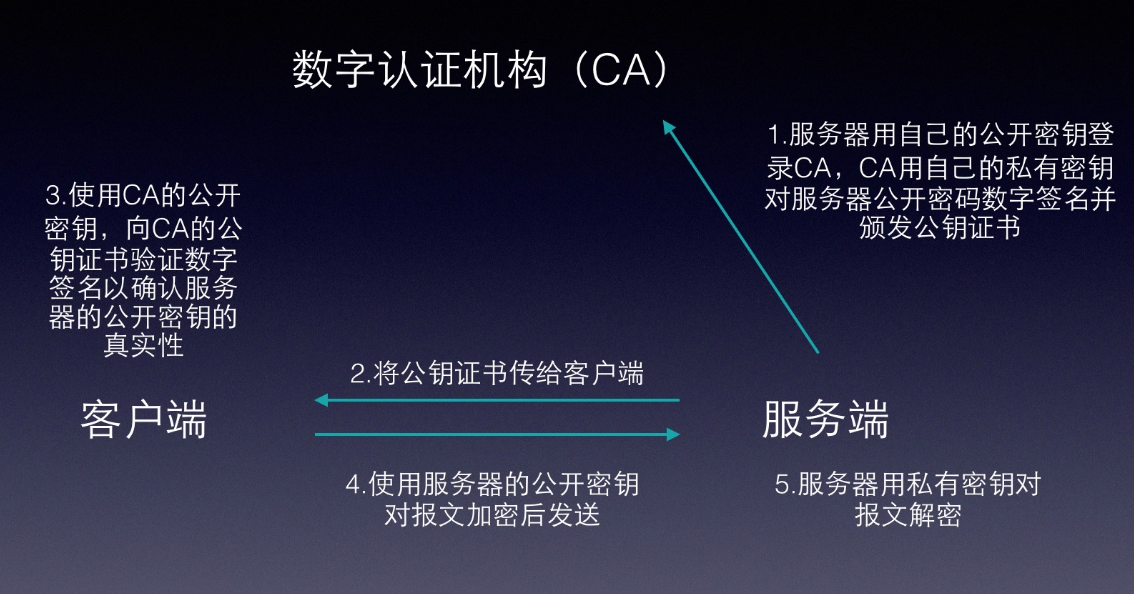 数字认证机构（CA）
1.服务器用自己的公开密钥登
录CA，CA用自己的私有密钥
对服务器公开密码数字签名并
颁发公钥证书
3.使用CA的公开
密钥，向CA的公
钥证书验证数字
签名以确认服务
器的公开密钥的
真实性
2.将公钥证书传给客户端
客户端
服务端
4.使用服务器的公开密钥
对报文加密后发送
5.服务器用私有密钥对
报文解密